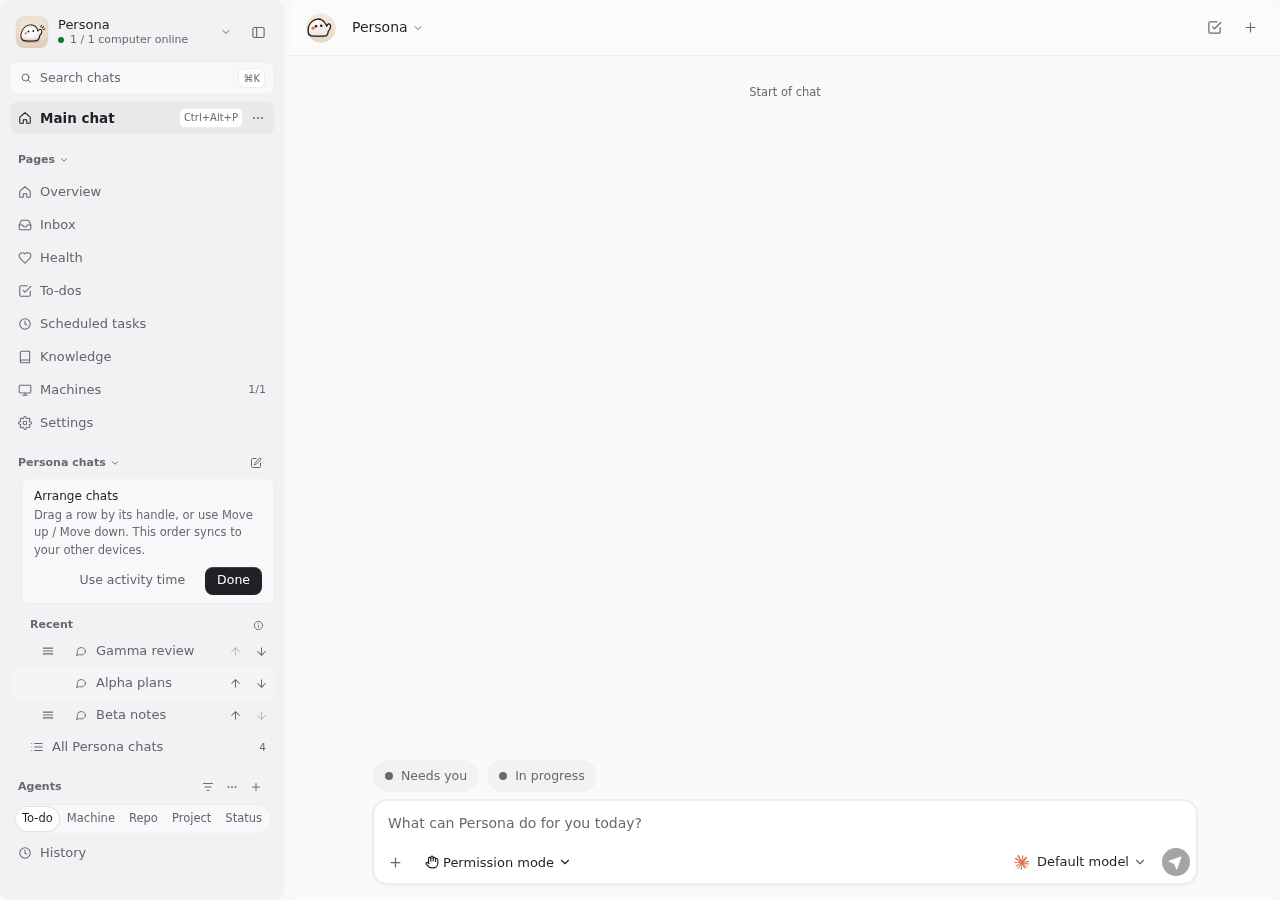 Persona
1 / 1 computer online
Search chats ⌘K
Main chat Ctrl+Alt+P
Pages
Overview
Inbox
Health
To-dos
Scheduled tasks
Knowledge
Machines 1/1
Settings
Persona chats
Arrange chats
Drag a row by its handle, or use Move
up / Move down. This order syncs to
your other devices.
Use activity time Done
Recent
Gamma review
Alpha plans
Beta notes
All Persona chats 4
Agents
To-do Machine Repo Project Status
History
Persona
Start of chat
Needs you In progress
What can Persona do for you today?
Permission mode Default model